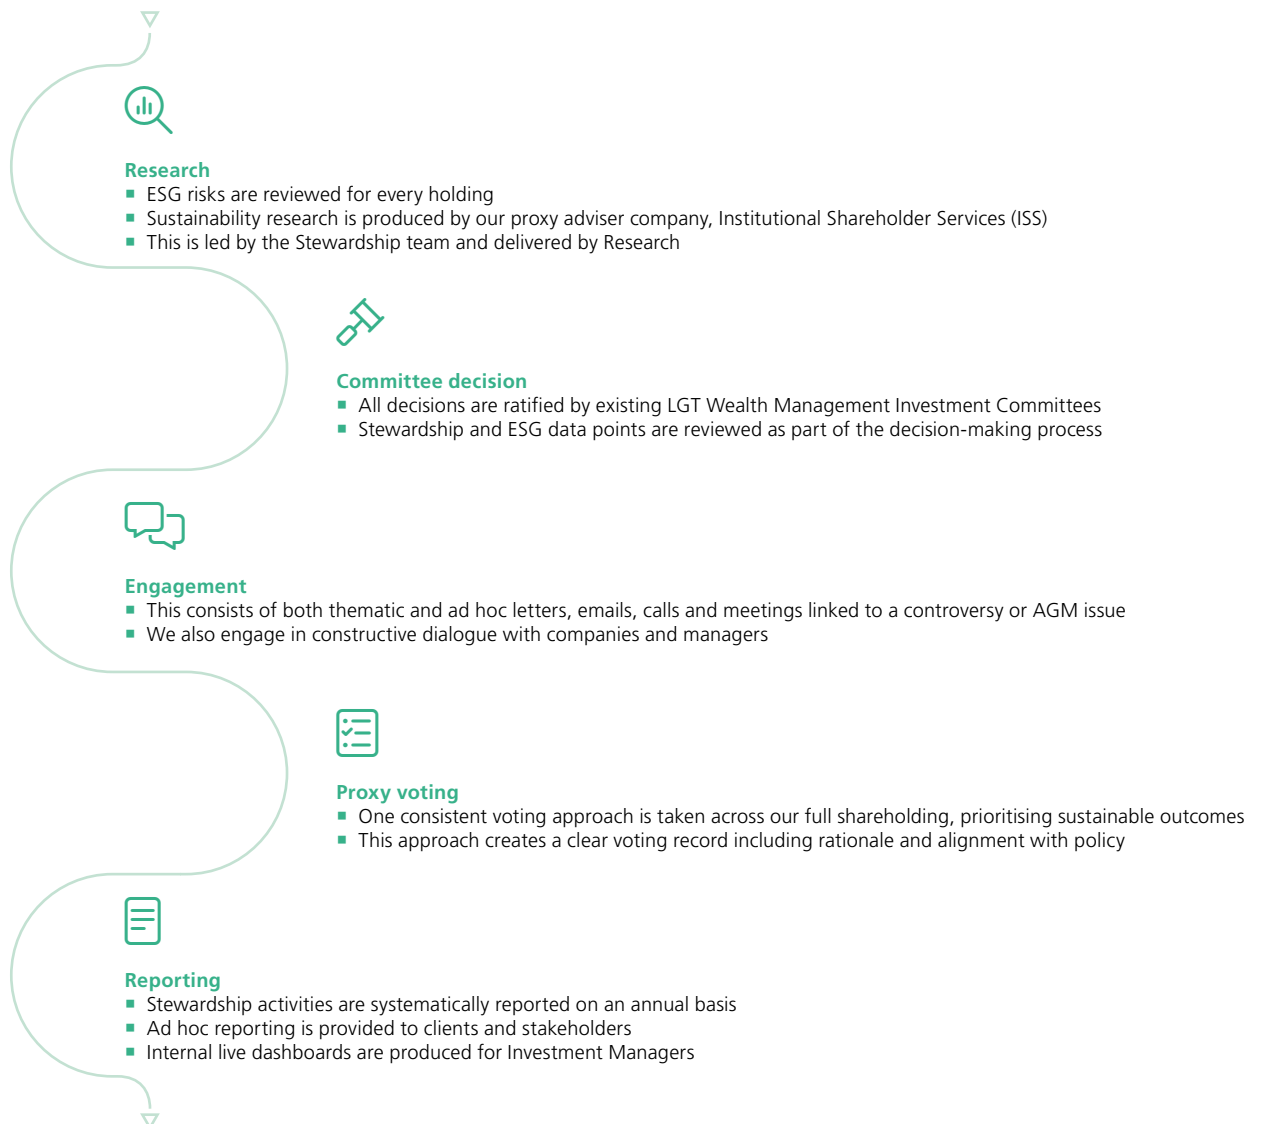 Research
▪ ESG risks are reviewed for every holding
▪ Sustainability research is produced by our proxy adviser company, Institutional Shareholder Services (ISS)
▪ This is led by the Stewardship team and delivered by Research
Committee decision
▪ All decisions are ratified by existing LGT Wealth Management Investment Committees
▪ Stewardship and ESG data points are reviewed as part of the decision-making process
Engagement
▪ This consists of both thematic and ad hoc letters, emails, calls and meetings linked to a controversy or AGM issue
▪ We also engage in constructive dialogue with companies and managers
Proxy voting
▪ One consistent voting approach is taken across our full shareholding, prioritising sustainable outcomes
▪ This approach creates a clear voting record including rationale and alignment with policy
Reporting
▪ Stewardship activities are systematically reported on an annual basis
▪ Ad hoc reporting is provided to clients and stakeholders
▪ Internal live dashboards are produced for Investment Managers